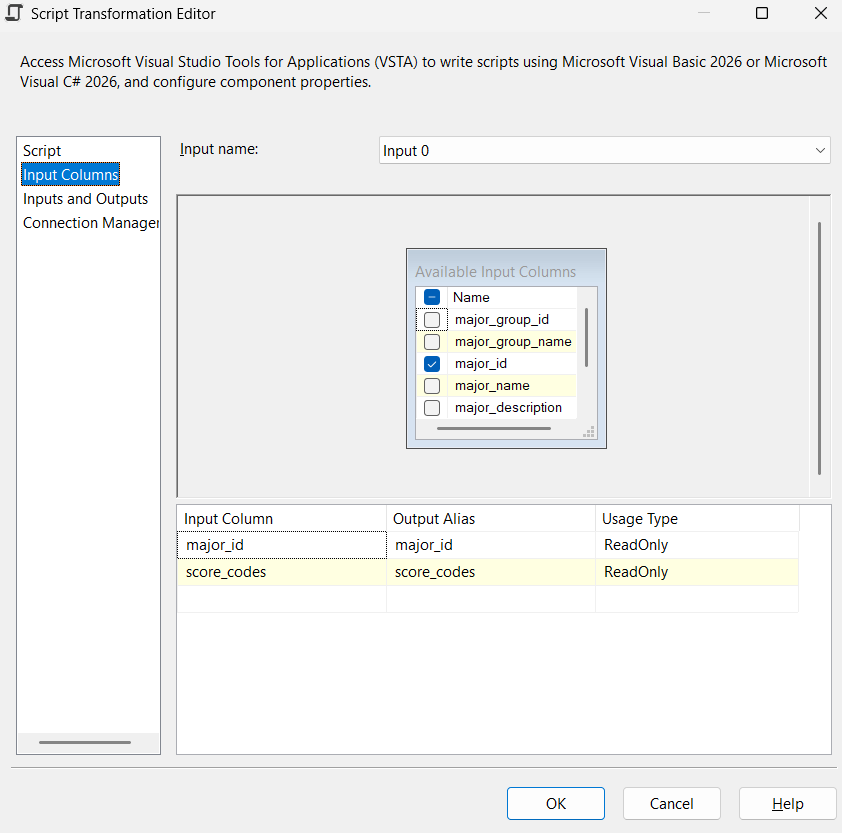 Script Transformation Editor
Access Microsoft Visual Studio Tools for Applications (VSTA) to write scripts using Microsoft Visual Basic 2026 or Microsoft
Visual C# 2026, and configure component properties.
Script
Input Columns
Inputs and Outputs
Connection Manager
Input name:
Input 0
Available Input Columns
Name
major_group_id
major_group_name
major_id
major_name
major_description
Input Column Output Alias Usage Type
major_id major_id ReadOnly
score_codes score_codes ReadOnly
OK Cancel Help